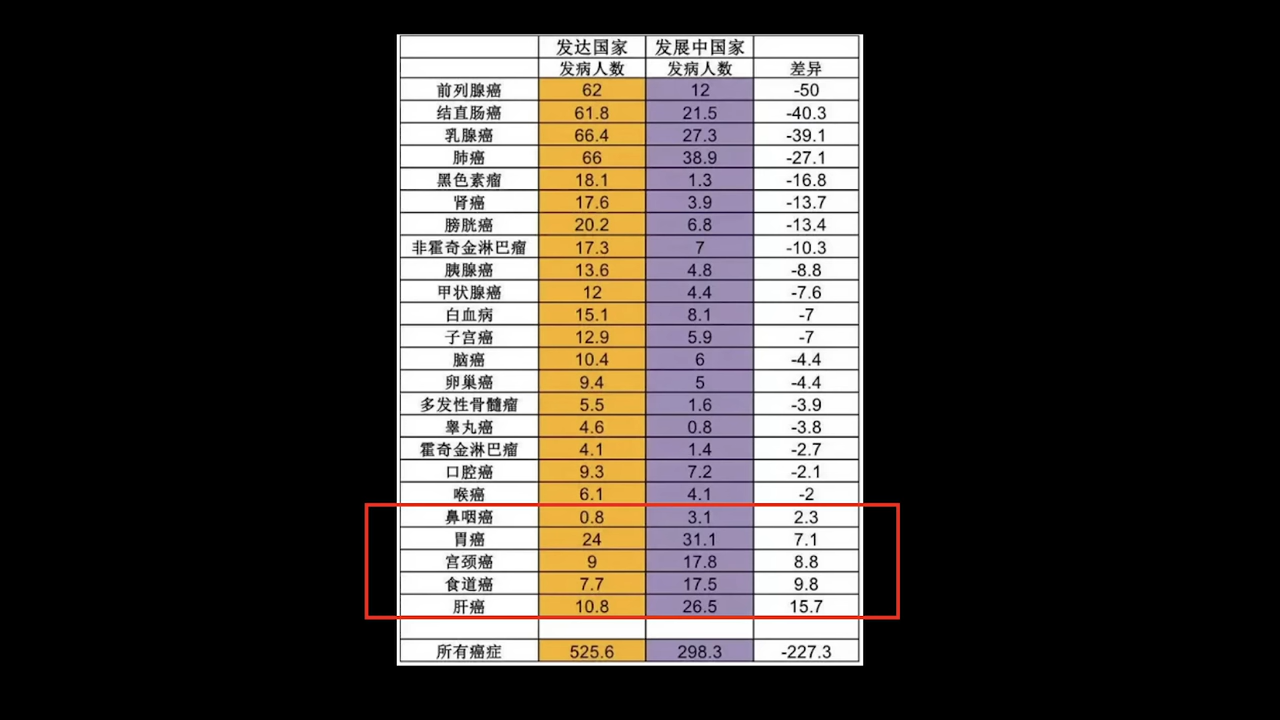 发达国家 发展中国家
发病人数 发病人数 差异
前列腺癌 62 12 -50
结直肠癌 61.8 21.5 -40.3
乳腺癌 66.4 27.3 -39.1
肺癌 66 38.9 -27.1
黑色素瘤 18.1 1.3 -16.8
肾癌 17.6 3.9 -13.7
膀胱癌 20.2 6.8 -13.4
非霍奇金淋巴瘤 17.3 7 -10.3
胰腺癌 13.6 4.8 -8.8
甲状腺癌 12 4.4 -7.6
白血病 15.1 8.1 -7
子宫癌 12.9 5.9 -7
脑癌 10.4 6 -4.4
卵巢癌 9.4 5 -4.4
多发性骨髓瘤 5.5 1.6 -3.9
睾丸癌 4.6 0.8 -3.8
霍奇金淋巴瘤 4.1 1.4 -2.7
口腔癌 9.3 7.2 -2.1
喉癌 6.1 4.1 -2
鼻咽癌 0.8 3.1 2.3
胃癌 24 31.1 7.1
宫颈癌 9 17.8 8.8
食道癌 7.7 17.5 9.8
肝癌 10.8 26.5 15.7
所有癌症 525.6 298.3 -227.3